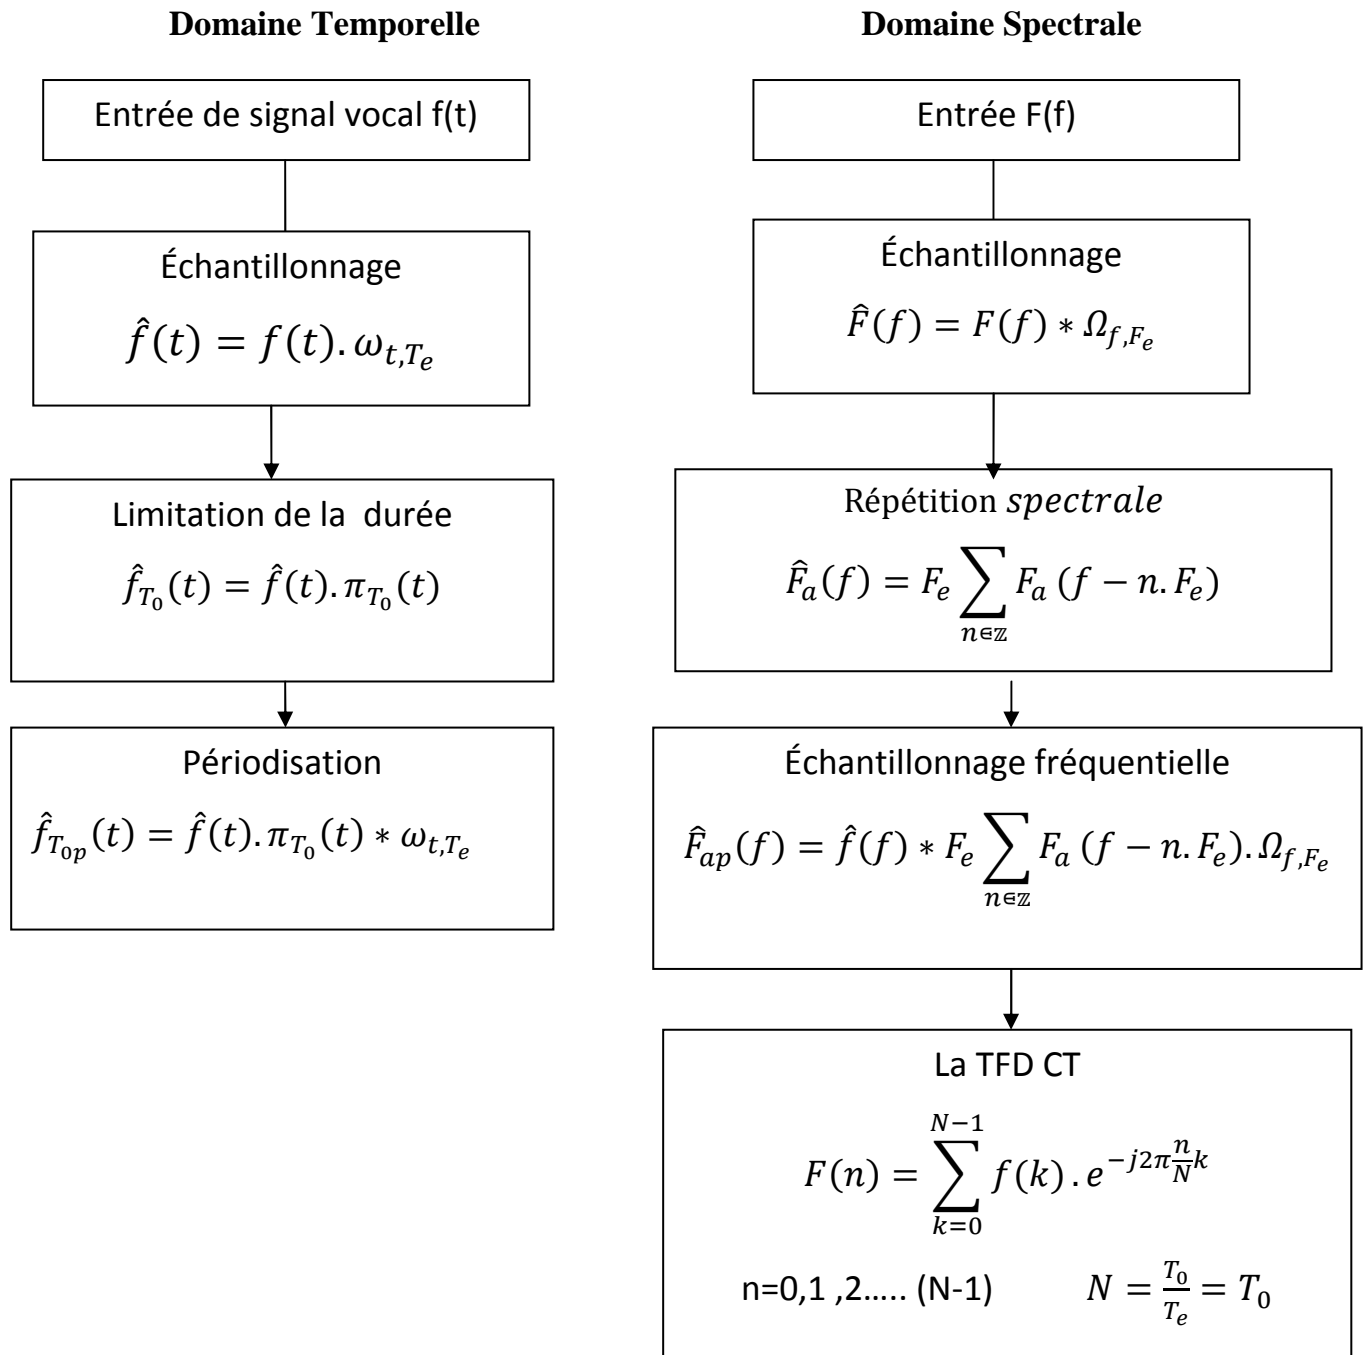 Domaine Temporelle
Entrée de signal vocal f(t)
Échantillonnage
f̂(t) = f(t). ω_{t,T_e}
Limitation de la durée
f̂_{T_0}(t) = f̂(t). π_{T_0}(t)
Périodisation
f̂_{T_{0p}}(t) = f̂(t). π_{T_0}(t) ∗ ω_{t,T_e}
Domaine Spectrale
Entrée F(f)
Échantillonnage
F̂(f) = F(f) ∗ Ω_{f,F_e}
Répétition spectrale
F̂_a(f) = F_e ∑_{n∈ℤ} F_a (f − n. F_e)
Échantillonnage fréquentielle
F̂_{ap}(f) = f̂(f) ∗ F_e ∑_{n∈ℤ} F_a (f − n. F_e). Ω_{f,F_e}
La TFD CT
F(n) = ∑_{k=0}^{N−1} f(k) . e^{−j2π\frac{n}{N}k}
n=0,1 ,2….. (N-1) N = \frac{T_0}{T_e} = T_0